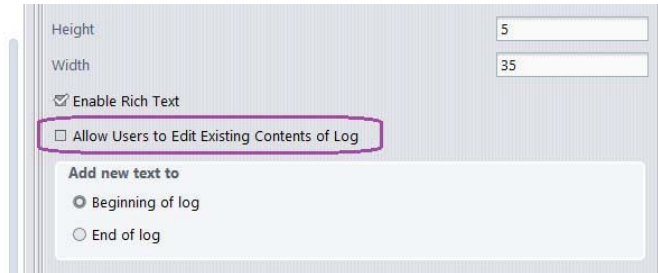 Height 5
Width 35
Enable Rich Text
Allow Users to Edit Existing Contents of Log
Add new text to
Beginning of log
End of log